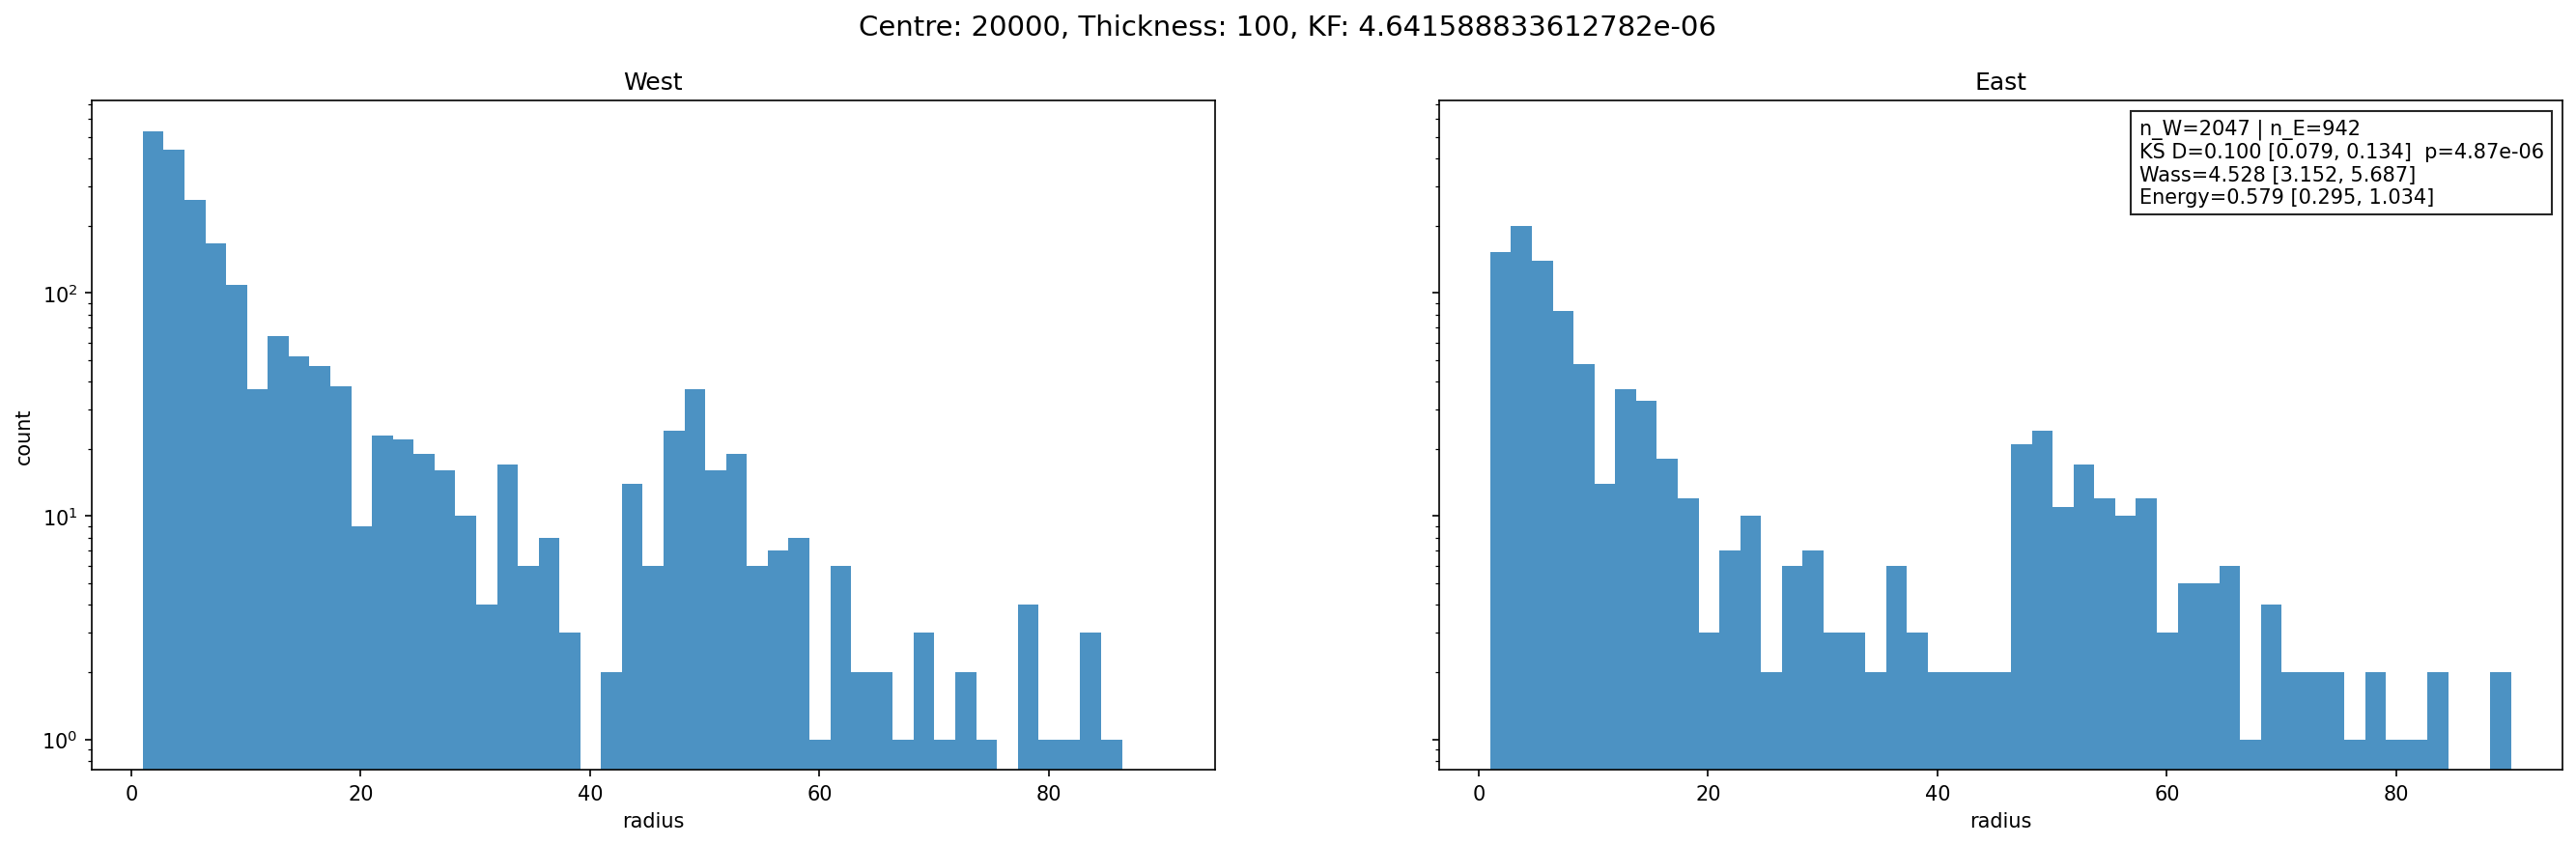 Centre: 20000, Thickness: 100, KF: 4.641588833612782e-06
West
count
10²
10¹
10⁰
0 20 40 60 80
radius
East
n_W=2047 | n_E=942
KS D=0.100 [0.079, 0.134] p=4.87e-06
Wass=4.528 [3.152, 5.687]
Energy=0.579 [0.295, 1.034]
0 20 40 60 80
radius